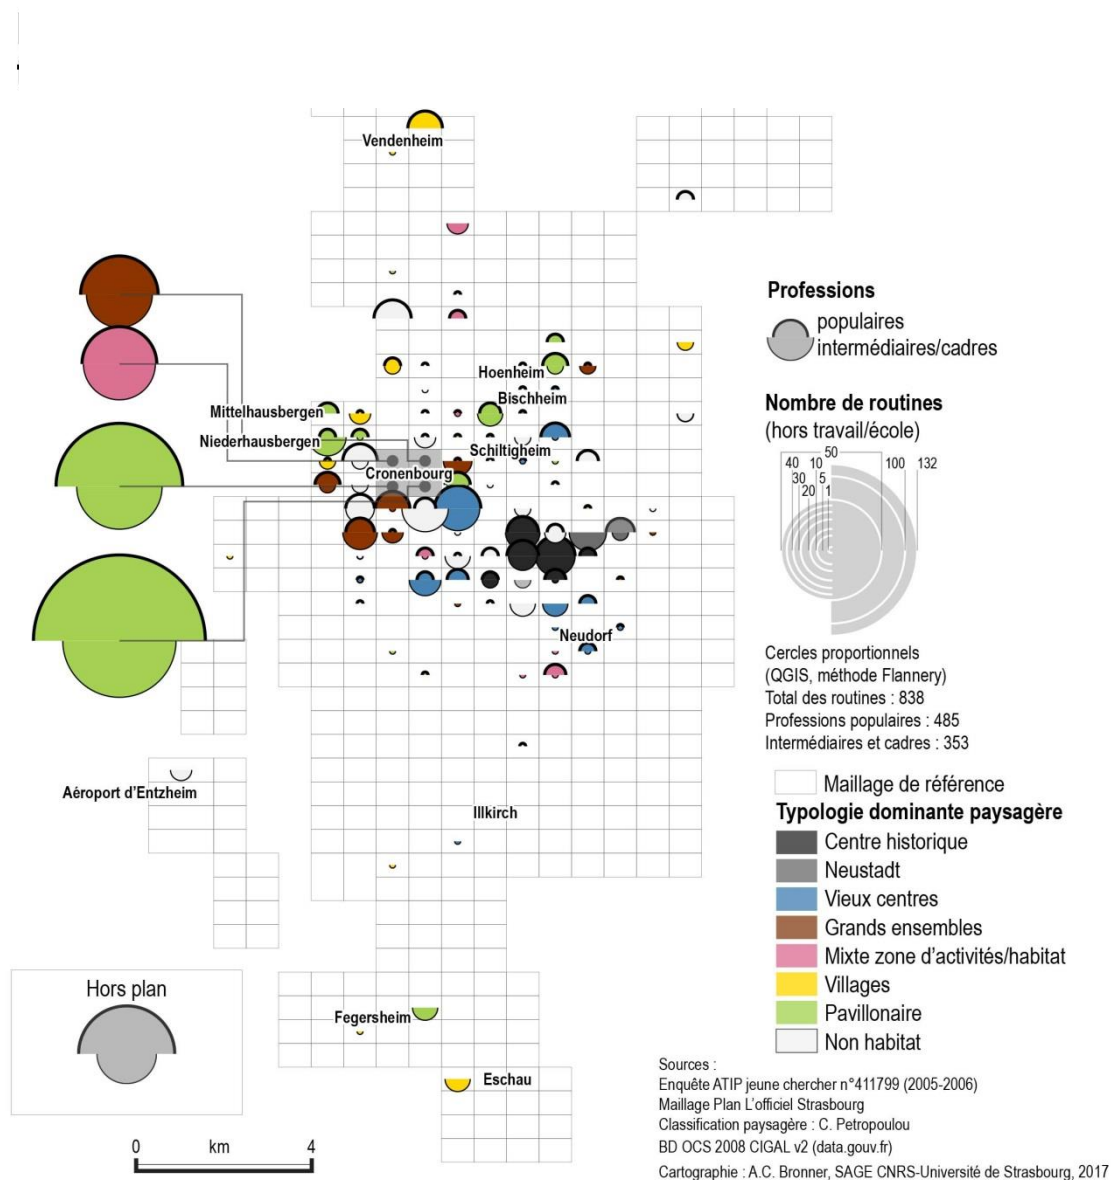 Vendenheim
Hoenheim
Bischheim
Mittelhausbergen
Niederhausbergen
Schiltigheim
Cronenbourg
Neudorf
Aéroport d'Entzheim
Illkirch
Fegersheim
Eschau
Hors plan
0 km 4
Professions
populaires
intermédiaires/cadres
Nombre de routines
(hors travail/école)
50
40 10 100 132
30 5
20 1
Cercles proportionnels
(QGIS, méthode Flannery)
Total des routines : 838
Professions populaires : 485
Intermédiaires et cadres : 353
Maillage de référence
Typologie dominante paysagère
Centre historique
Neustadt
Vieux centres
Grands ensembles
Mixte zone d'activités/habitat
Villages
Pavillonaire
Non habitat
Sources :
Enquête ATIP jeune chercher n°411799 (2005-2006)
Maillage Plan L'officiel Strasbourg
Classification paysagère : C. Petropoulou
BD OCS 2008 CIGAL v2 (data.gouv.fr)
Cartographie : A.C. Bronner, SAGE CNRS-Université de Strasbourg, 2017